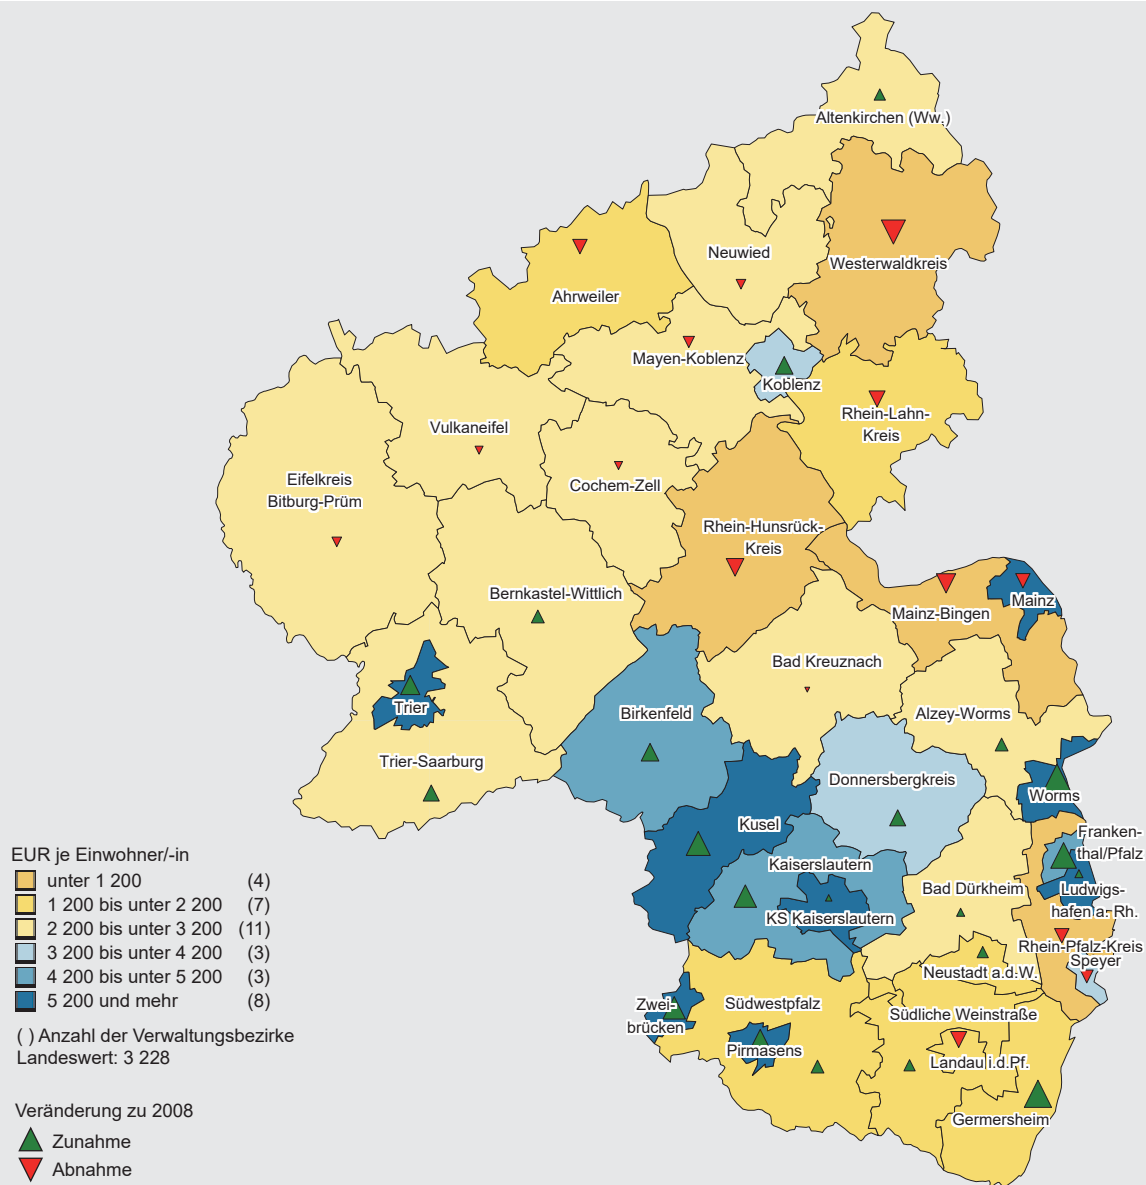 Altenkirchen (Ww.)
Neuwied
Westerwaldkreis
Ahrweiler
Mayen-Koblenz
Koblenz
Rhein-Lahn-
Kreis
Vulkaneifel
Eifelkreis
Bitburg-Prüm
Cochem-Zell
Rhein-Hunsrück-
Kreis
Bernkastel-Wittlich
Mainz-Bingen
Mainz
Bad Kreuznach
Trier
Birkenfeld
Alzey-Worms
Trier-Saarburg
Donnersbergkreis
Worms
Kusel
Franken-
thal/Pfalz
Kaiserslautern
Bad Dürkheim
Ludwigs-
hafen a. Rh.
KS Kaiserslautern
Rhein-Pfalz-Kreis
Speyer
Neustadt a.d.W.
Zwei-
brücken
Südwestpfalz
Südliche Weinstraße
Pirmasens
Landau i.d.Pf.
Germersheim
EUR je Einwohner/-in
unter 1 200 (4)
1 200 bis unter 2 200 (7)
2 200 bis unter 3 200 (11)
3 200 bis unter 4 200 (3)
4 200 bis unter 5 200 (3)
5 200 und mehr (8)
( ) Anzahl der Verwaltungsbezirke
Landeswert: 3 228
Veränderung zu 2008
Zunahme
Abnahme